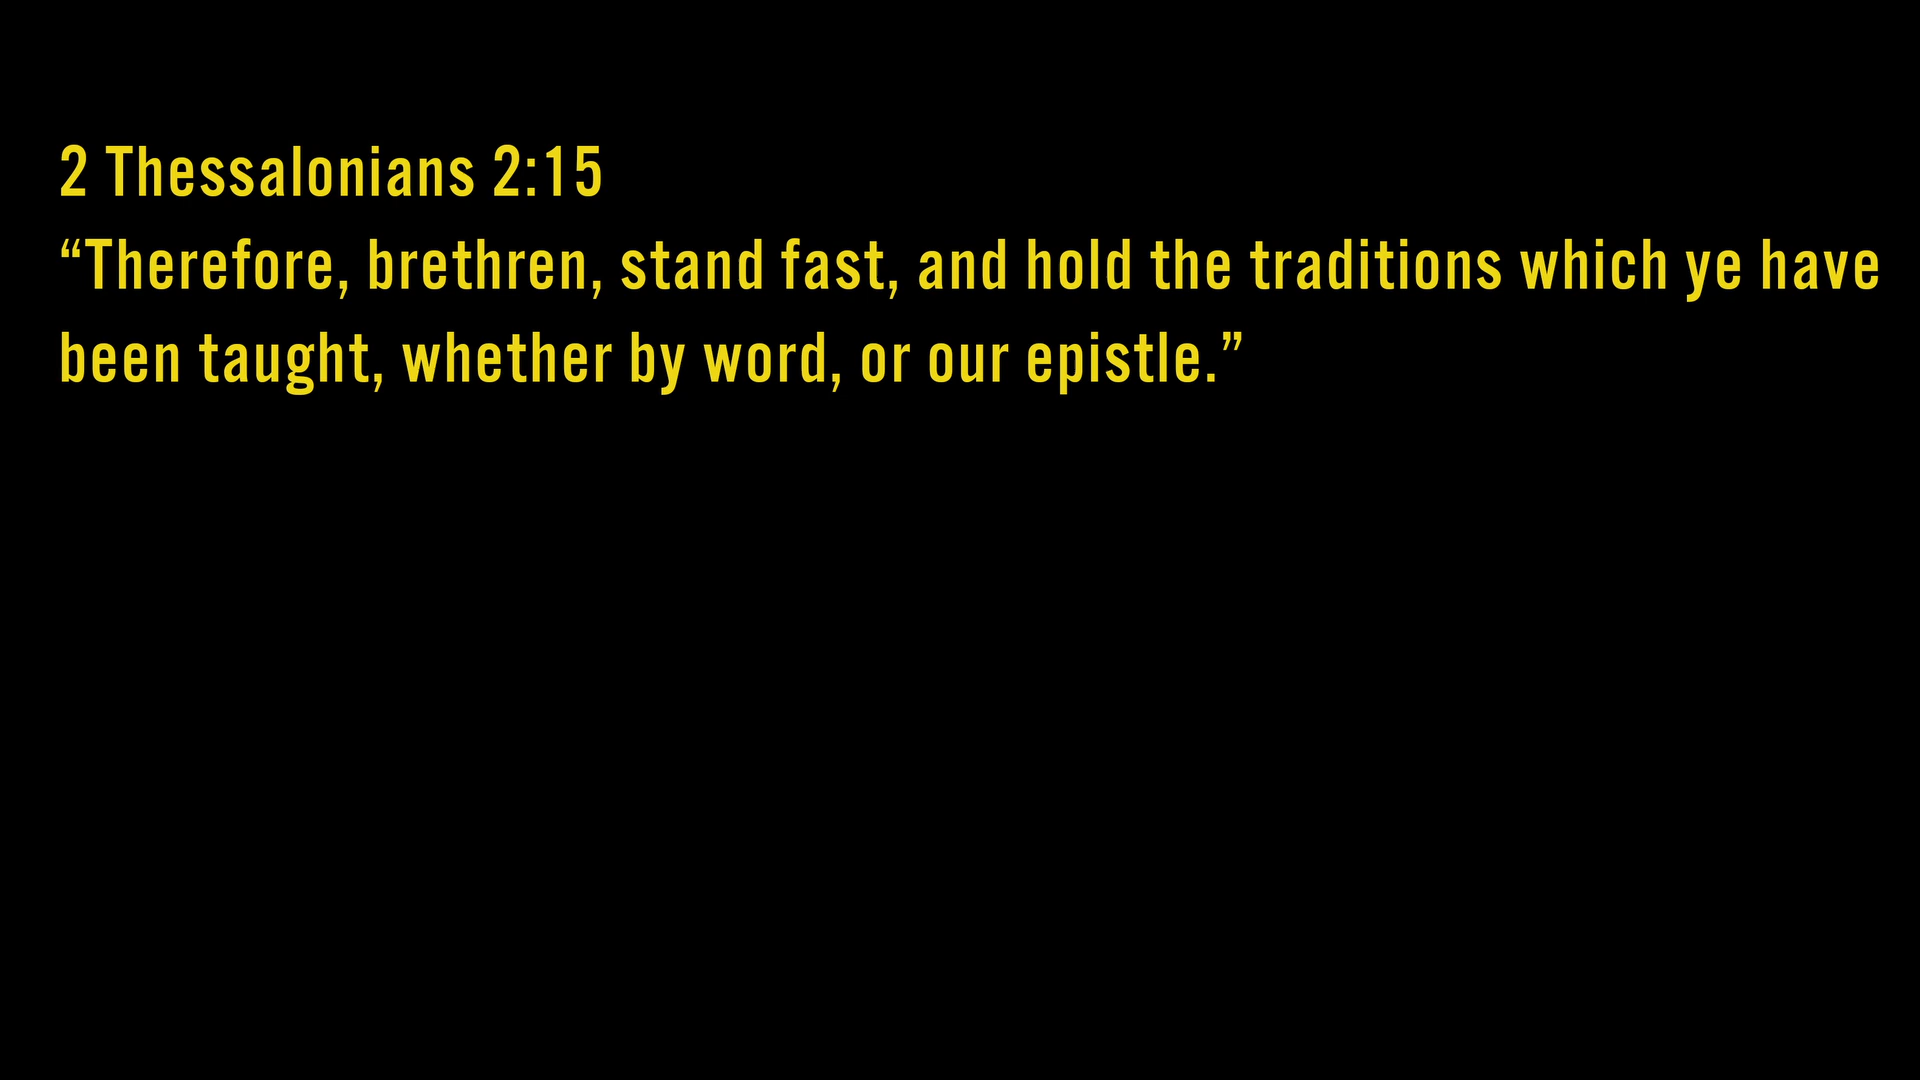 2 Thessalonians 2:15
“Therefore, brethren, stand fast, and hold the traditions which ye have
been taught, whether by word, or our epistle.”